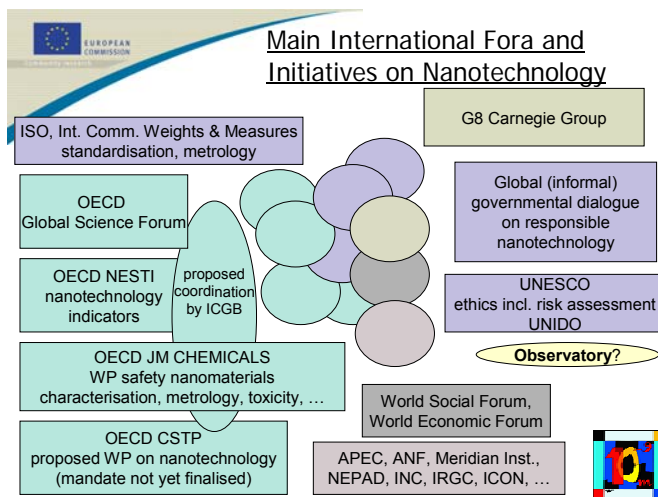 EUROPEAN
COMMISSION
Community research
Main International Fora and
Initiatives on Nanotechnology
G8 Carnegie Group
ISO, Int. Comm. Weights & Measures
standardisation, metrology
OECD
Global Science Forum
Global (informal)
governmental dialogue
on responsible
nanotechnology
proposed
coordination
by ICGB
OECD NESTI
nanotechnology
indicators
UNESCO
ethics incl. risk assessment
UNIDO
Observatory?
OECD JM CHEMICALS
WP safety nanomaterials
characterisation, metrology, toxicity, …
World Social Forum,
World Economic Forum
OECD CSTP
proposed WP on nanotechnology
(mandate not yet finalised)
APEC, ANF, Meridian Inst.,
NEPAD, INC, IRGC, ICON, …